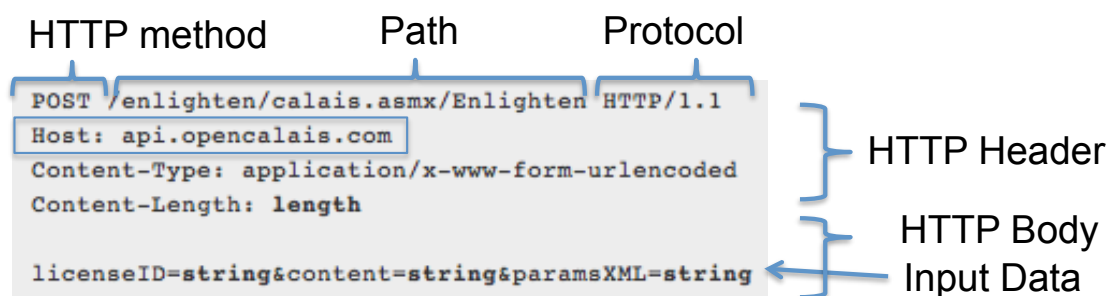 HTTP method Path Protocol
POST /enlighten/calais.asmx/Enlighten HTTP/1.1
Host: api.opencalais.com
Content-Type: application/x-www-form-urlencoded
Content-Length: length
HTTP Header
licenseID=string&content=string&paramsXML=string
HTTP Body
Input Data